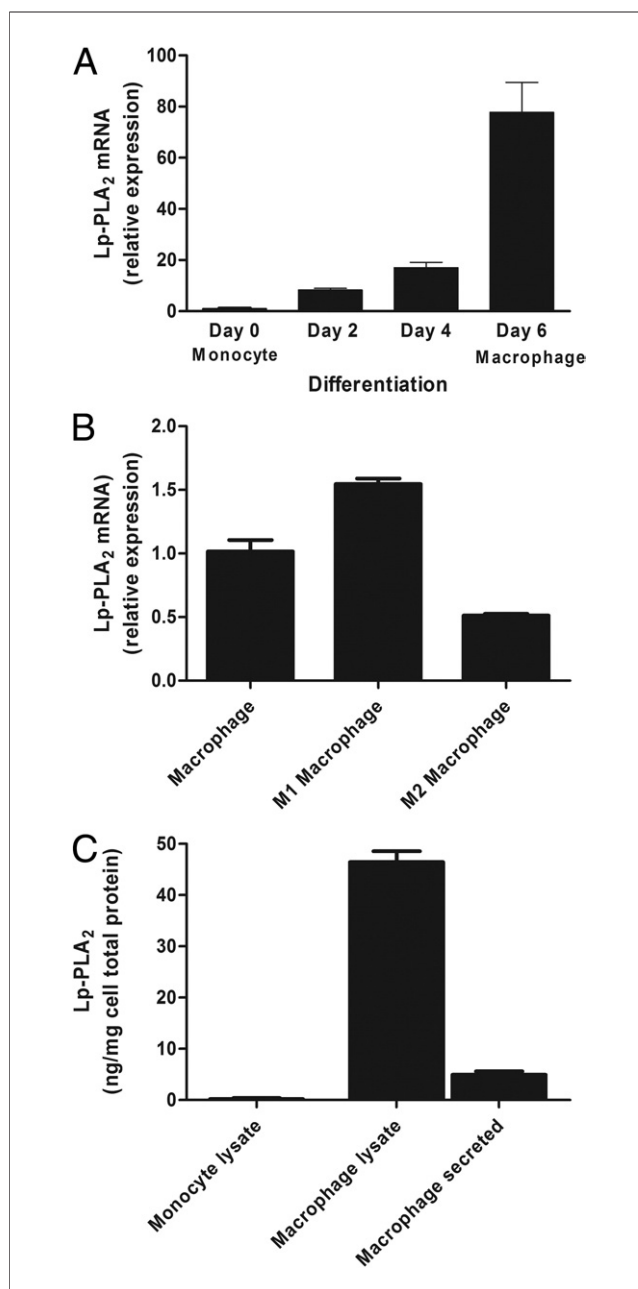 A
Lp-PLA2 mRNA
(relative expression)
100
80
60
40
20
0
Day 0 Day 2 Day 4 Day 6
Monocyte Macrophage
Differentiation
B
Lp-PLA2 mRNA)
(relative expression)
2.0
1.5
1.0
0.5
0.0
Macrophage
M1 Macrophage
M2 Macrophage
C
Lp-PLA2
(ng/mg cell total protein)
50
40
30
20
10
0
Monocyte lysate
Macrophage lysate
Macrophage secreted